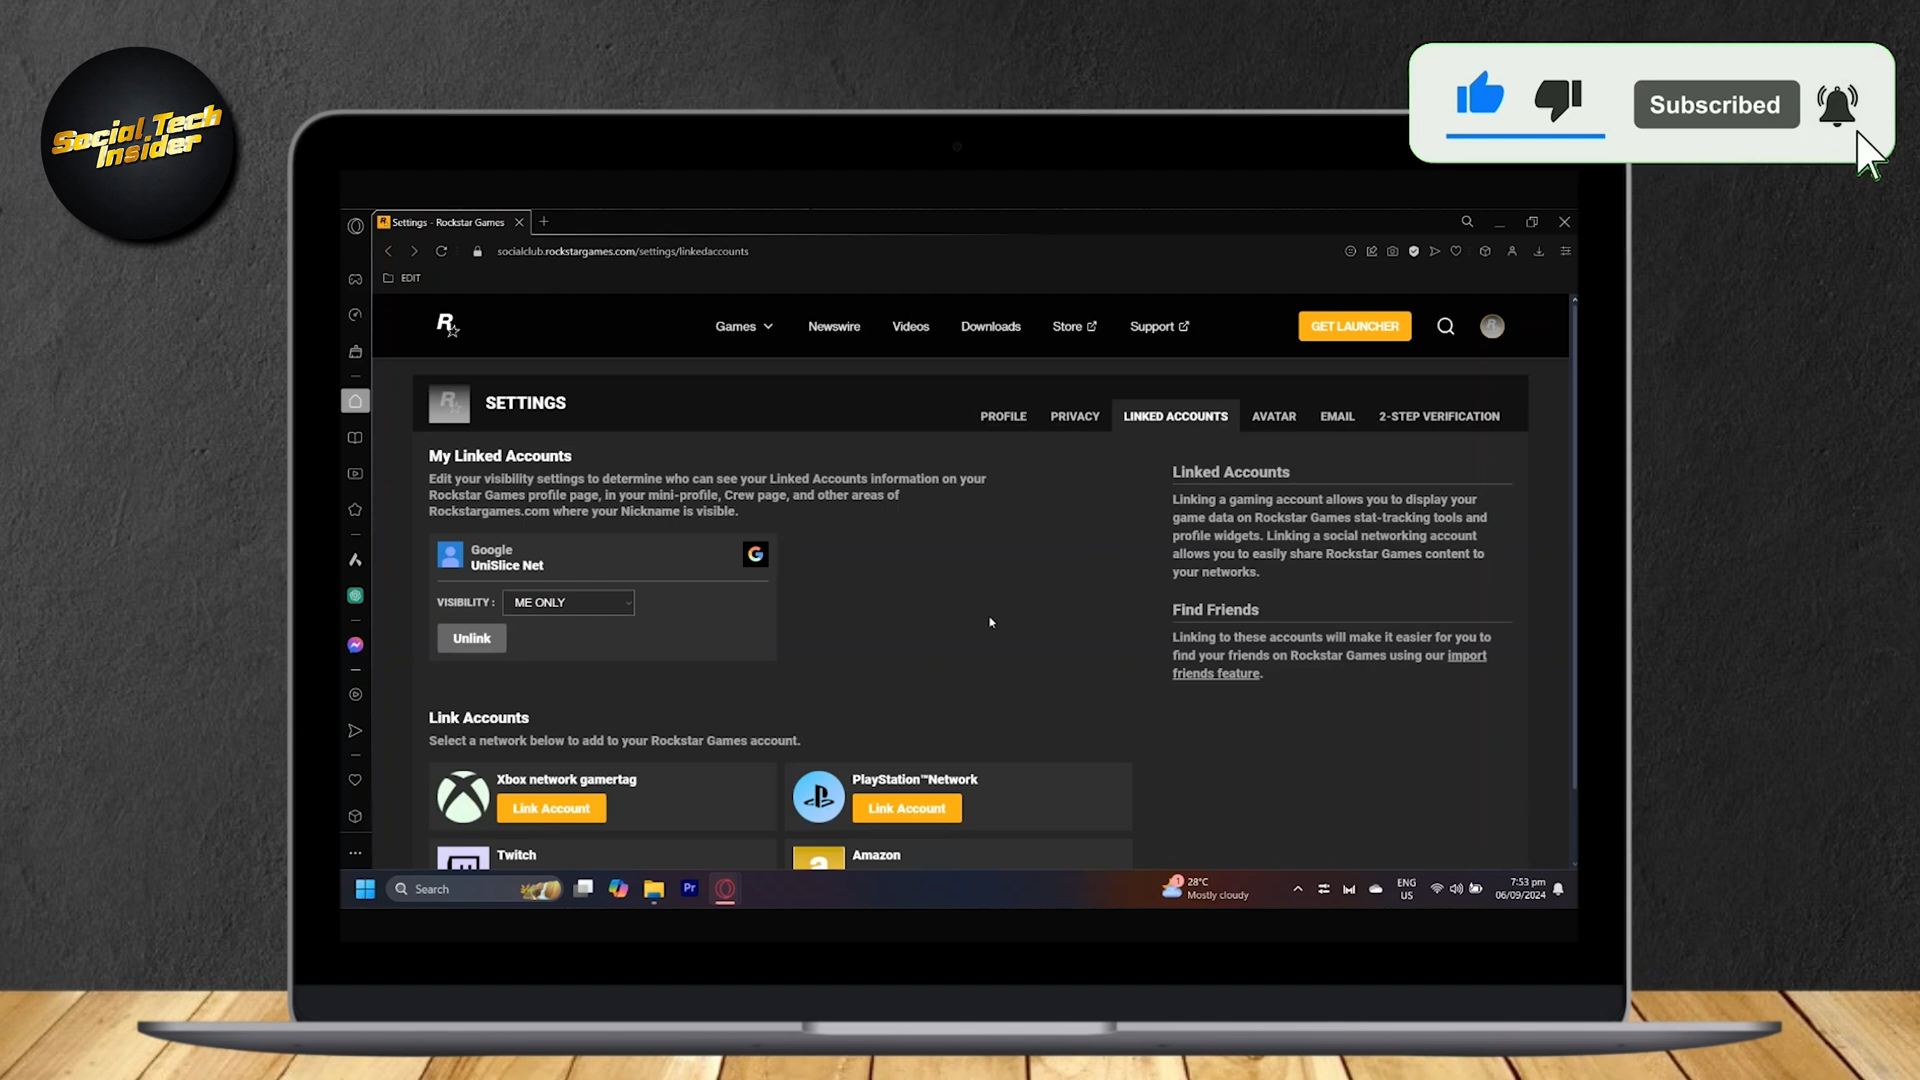 Social.Tech
Insider
Subscribed
Settings - Rockstar Games
socialclub.rockstargames.com/settings/linkedaccounts
EDIT
R
Games
Newswire
Videos
Downloads
Store
Support
GET LAUNCHER
SETTINGS
PROFILE
PRIVACY
LINKED ACCOUNTS
AVATAR
EMAIL
2-STEP VERIFICATION
My Linked Accounts
Edit your visibility settings to determine who can see your Linked Accounts information on your
Rockstar Games profile page, in your mini-profile, Crew page, and other areas of
Rockstargames.com where your Nickname is visible.
Google
UniSlice Net
G
VISIBILITY :
ME ONLY
Unlink
Linked Accounts
Linking a gaming account allows you to display your
game data on Rockstar Games stat-tracking tools and
profile widgets. Linking a social networking account
allows you to easily share Rockstar Games content to
your networks.
Find Friends
Linking to these accounts will make it easier for you to
find your friends on Rockstar Games using our import
friends feature.
Link Accounts
Select a network below to add to your Rockstar Games account.
Xbox network gamertag
Link Account
PlayStation™Network
Link Account
Twitch
a
Amazon
Search
Pr
1
28°C
Mostly cloudy
ENG
US
7:53 pm
06/09/2024